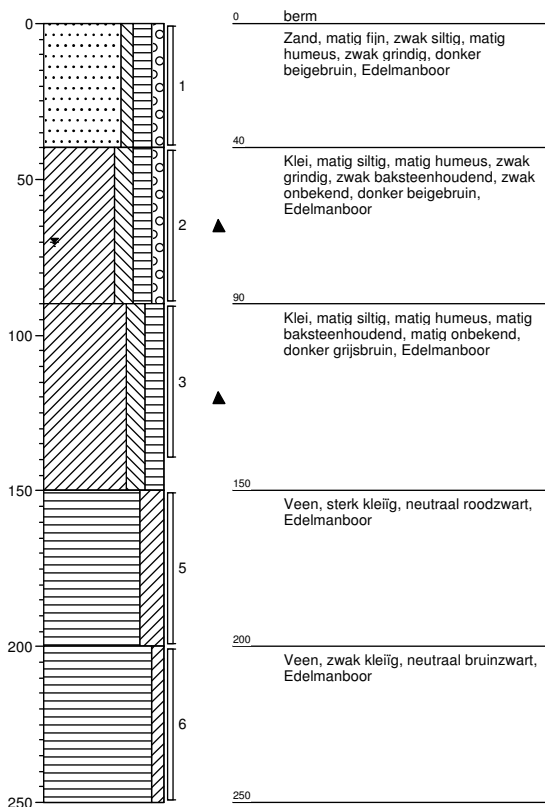 0
0
berm
Zand, matig fijn, zwak siltig, matig
humeus, zwak grindig, donker
beigebruin, Edelmanboor
1
40
Klei, matig siltig, matig humeus, zwak
grindig, zwak baksteenhoudend, zwak
onbekend, donker beigebruin,
Edelmanboor
50
2
90
Klei, matig siltig, matig humeus, matig
baksteenhoudend, matig onbekend,
donker grijsbruin, Edelmanboor
100
3
150
150
Veen, sterk kleiïg, neutraal roodzwart,
Edelmanboor
5
200
200
Veen, zwak kleiïg, neutraal bruinzwart,
Edelmanboor
6
250
250